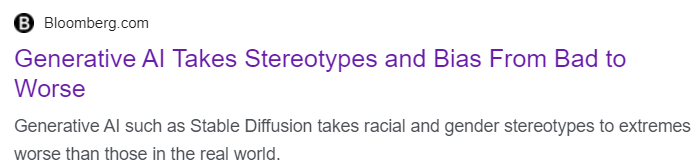 B Bloomberg.com
Generative AI Takes Stereotypes and Bias From Bad to
Worse
Generative AI such as Stable Diffusion takes racial and gender stereotypes to extremes
worse than those in the real world.